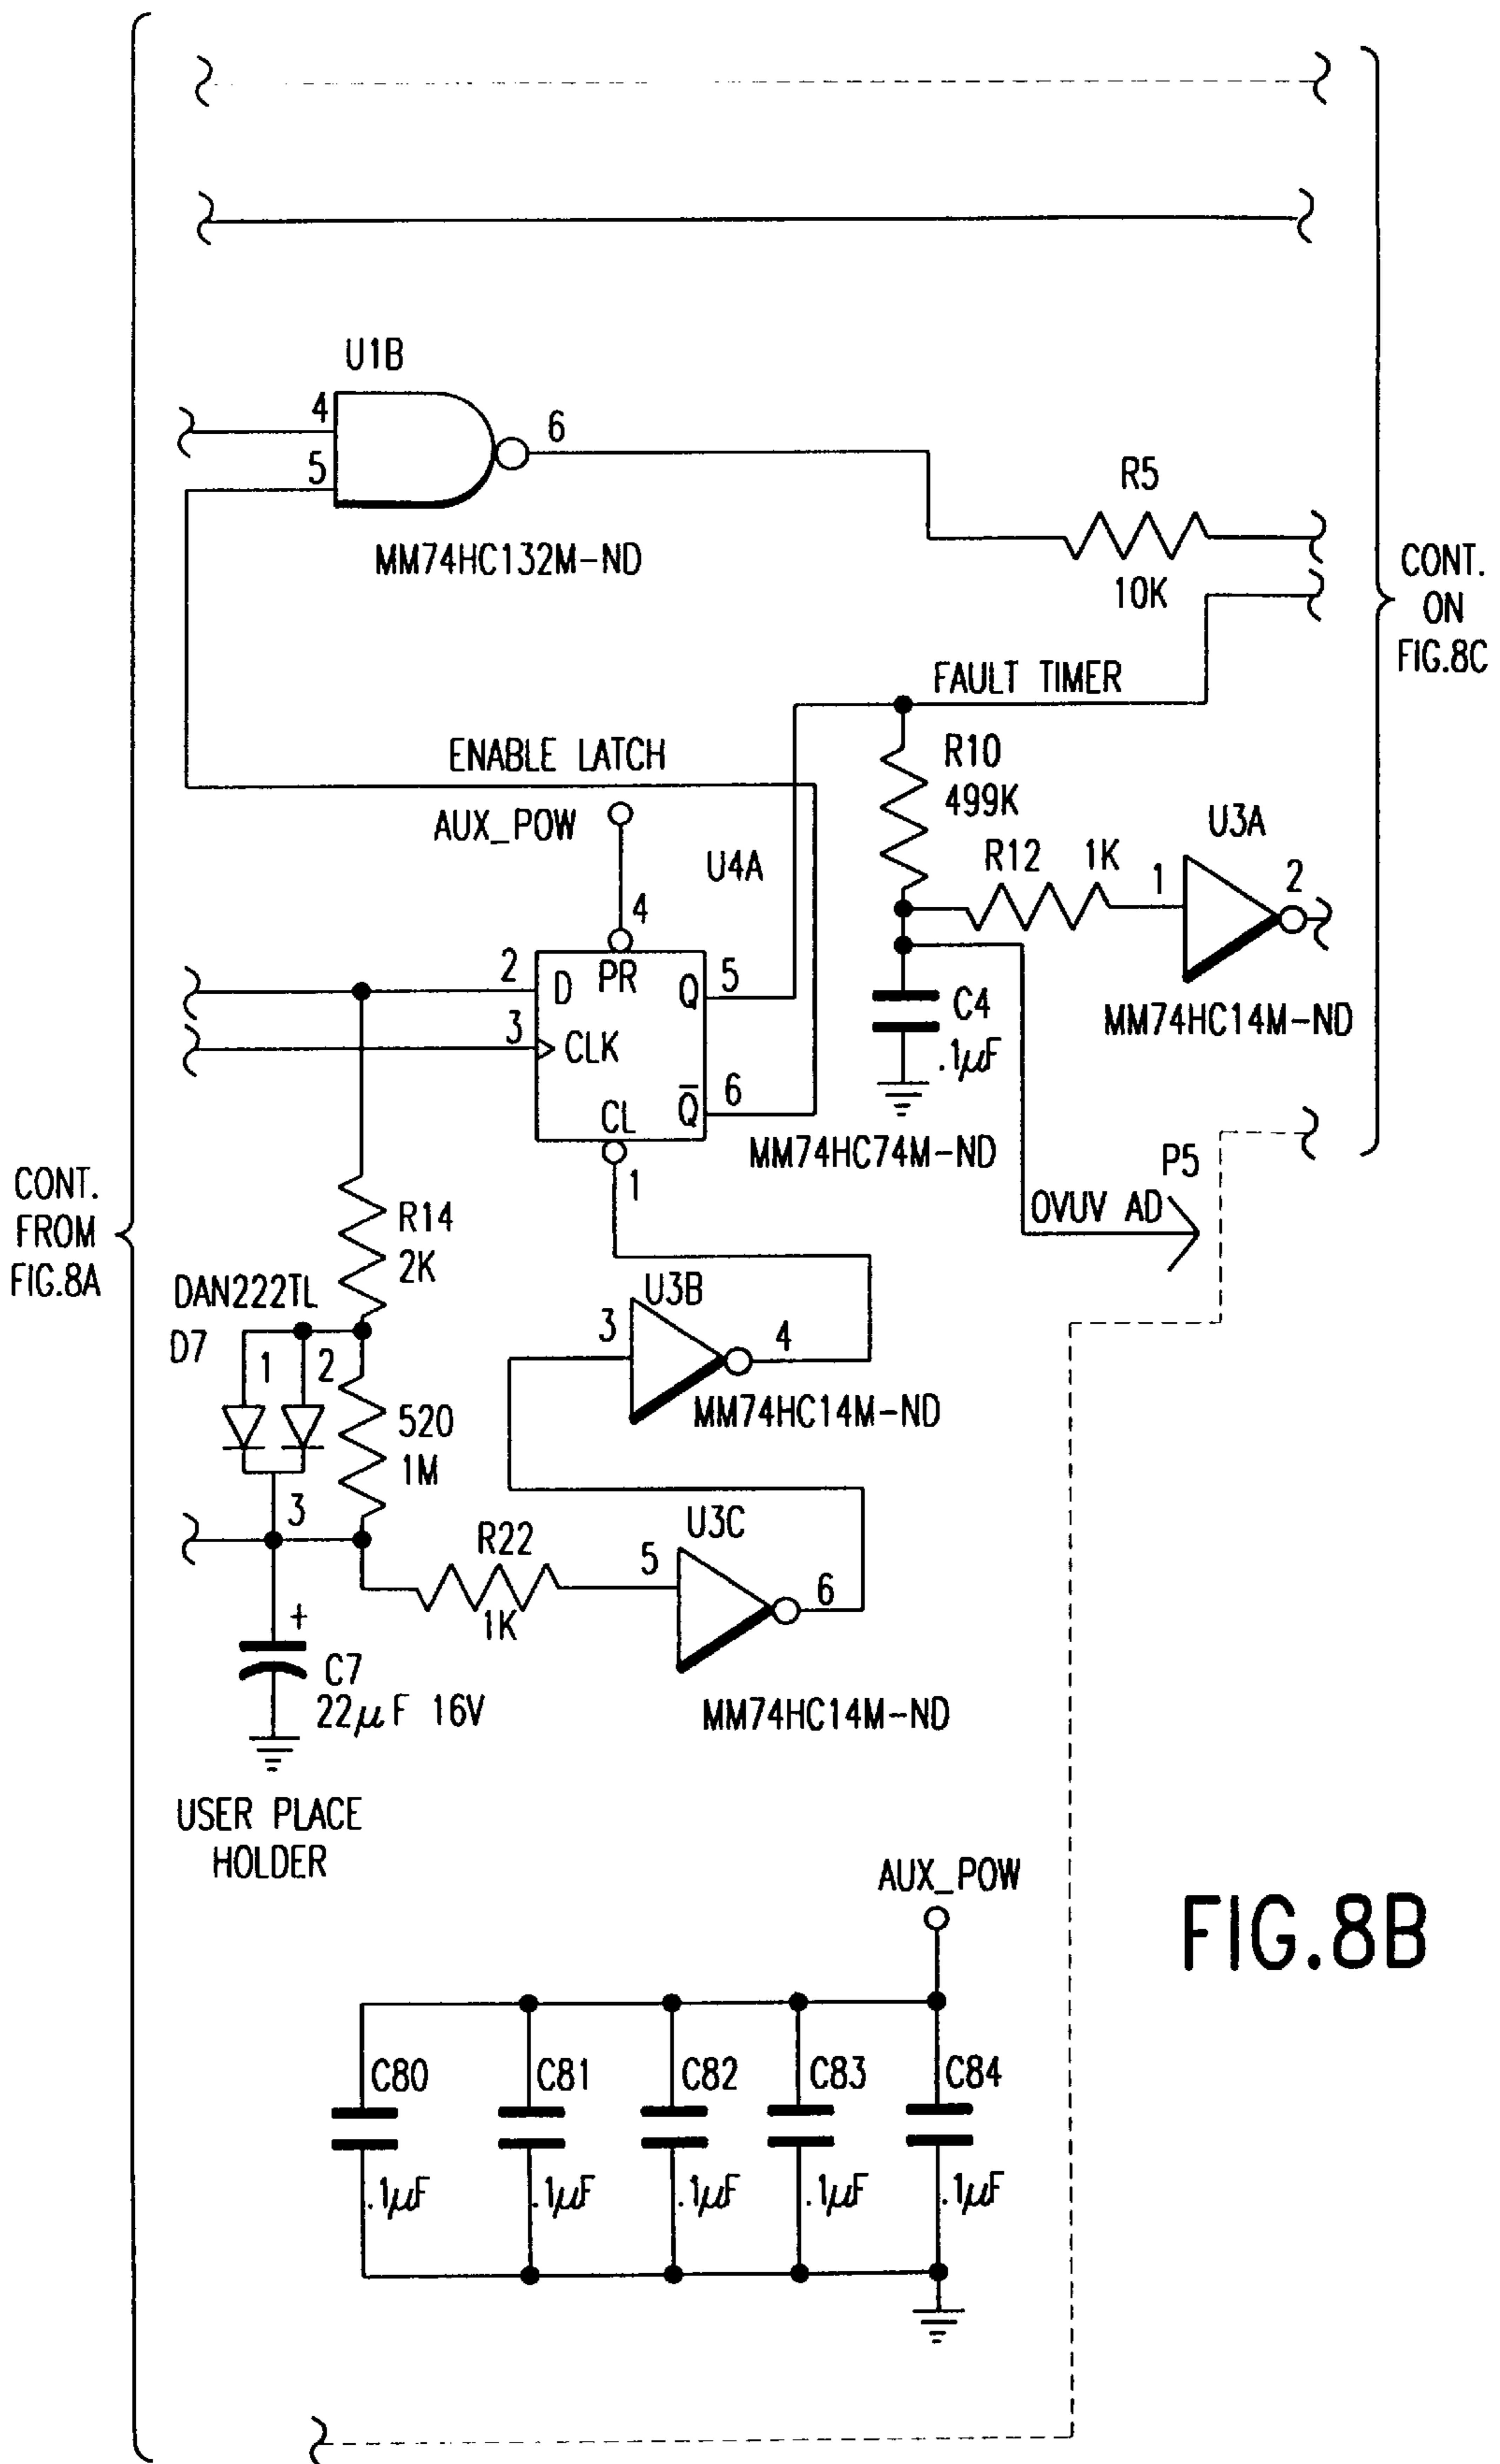 U1B
4
5
6
MM74HC132M-ND
R5
10K
CONT.
ON
FIG.8C
FAULT TIMER
ENABLE LATCH
AUX_POW
U4A
4
R10
499K
R12 1K
U3A
1
2
MM74HC14M-ND
2
3
D
PR
Q
CLK
CL
Q̅
5
6
1
C4
.1μF
MM74HC74M-ND
P5
OVUV AD
CONT.
FROM
FIG.8A
R14
2K
DAN222TL
D7
1
2
3
520
1M
U3B
3
4
MM74HC14M-ND
R22
1K
U3C
5
6
MM74HC14M-ND
+
C7
22μF 16V
USER PLACE
HOLDER
AUX_POW
C80
C81
C82
C83
C84
.1μF
.1μF
.1μF
.1μF
.1μF
FIG.8B